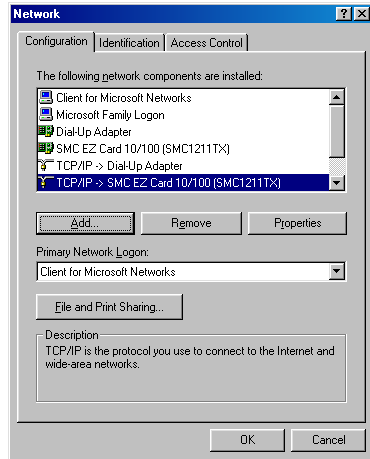 Network
Configuration Identification Access Control
The following network components are installed:
Client for Microsoft Networks
Microsoft Family Logon
Dial-Up Adapter
SMC EZ Card 10/100 (SMC1211TX)
TCP/IP -> Dial-Up Adapter
TCP/IP -> SMC EZ Card 10/100 (SMC1211TX)
Add... Remove Properties
Primary Network Logon:
Client for Microsoft Networks
File and Print Sharing...
Description
TCP/IP is the protocol you use to connect to the Internet and
wide-area networks.
OK Cancel